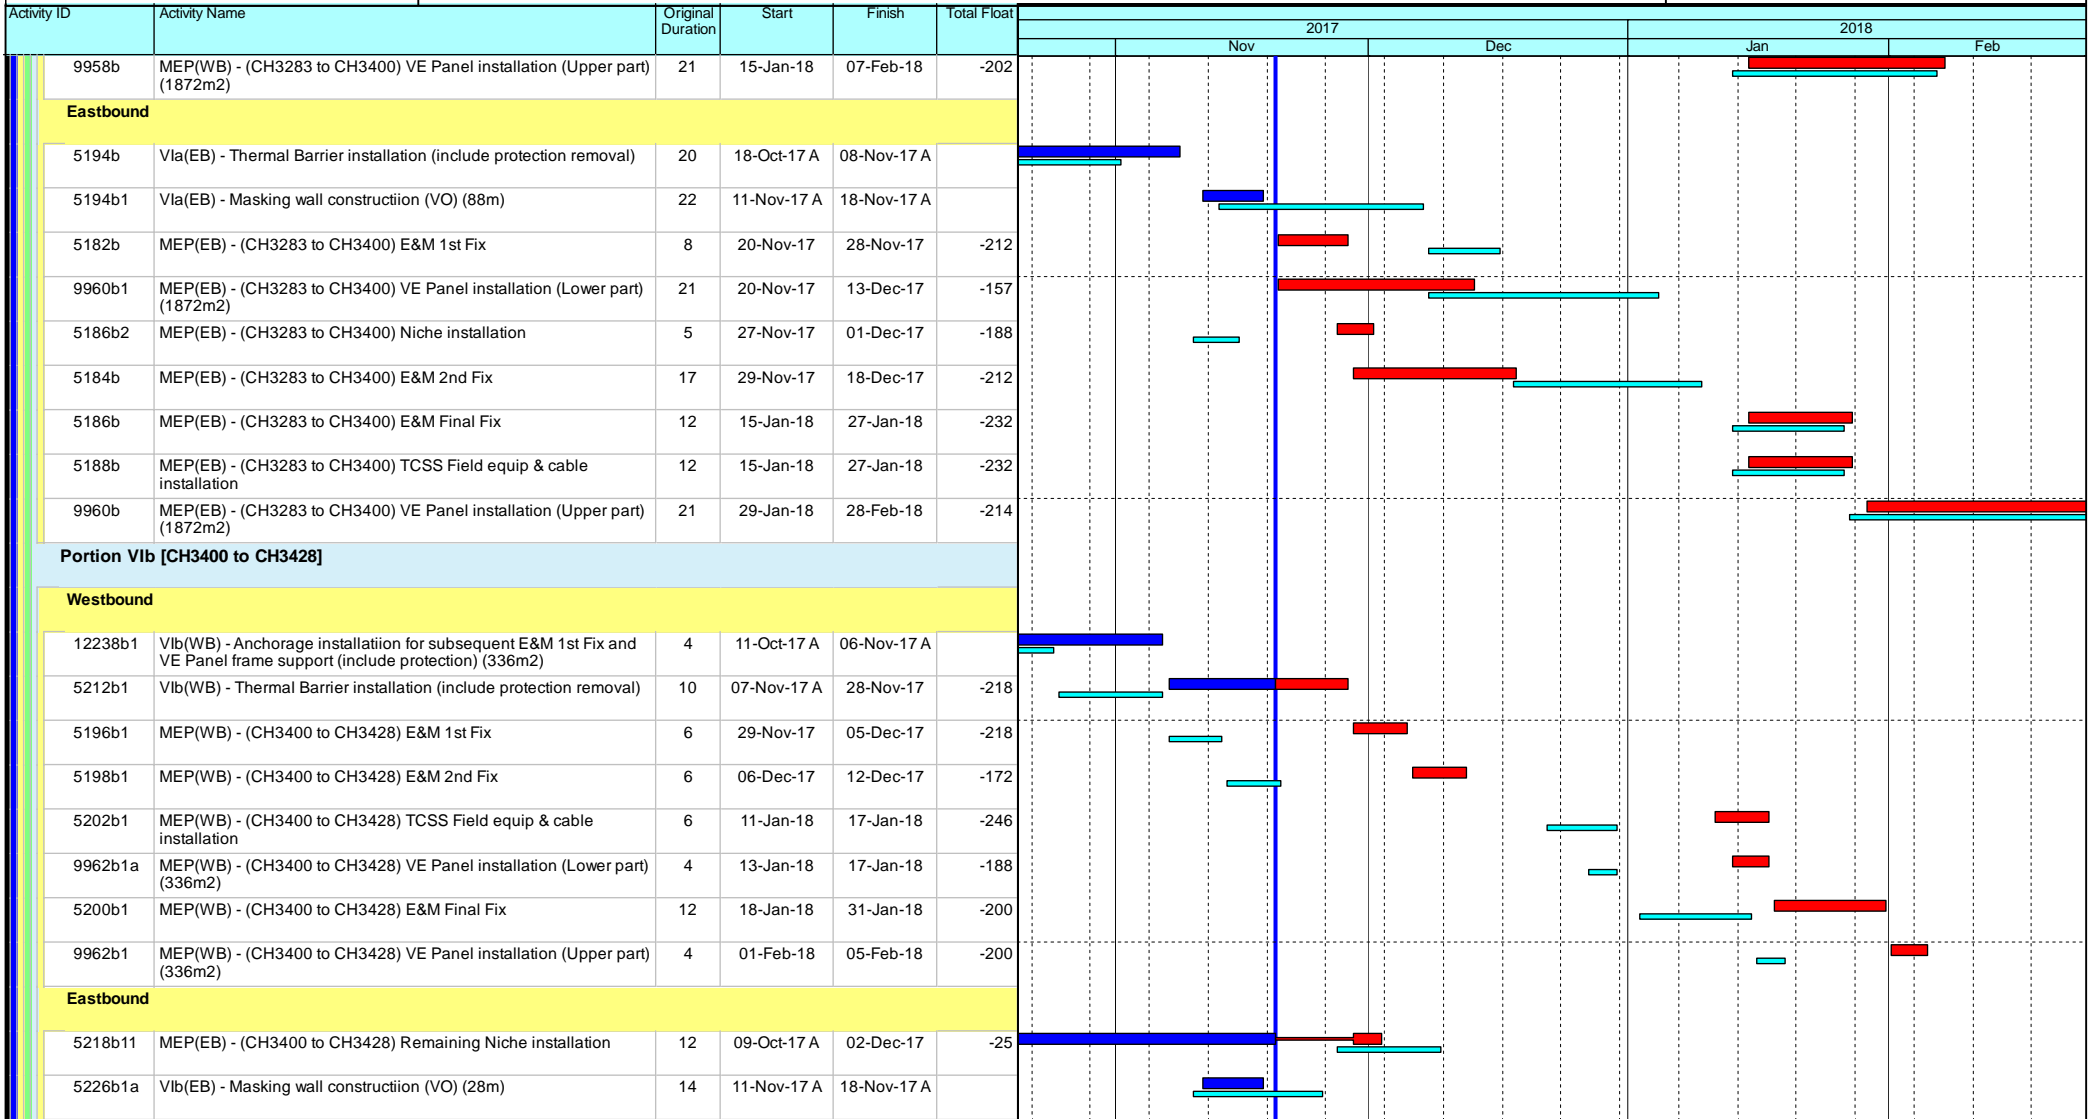 Activity ID Activity Name Original Start Finish Total Float
Duration
2017 2018
Nov Dec Jan Feb
9958b MEP(WB) - (CH3283 to CH3400) VE Panel installation (Upper part) 21 15-Jan-18 07-Feb-18 -202
(1872m2)
Eastbound
5194b VIa(EB) - Thermal Barrier installation (include protection removal) 20 18-Oct-17 A 08-Nov-17 A
5194b1 VIa(EB) - Masking wall constructiion (VO) (88m) 22 11-Nov-17 A 18-Nov-17 A
5182b MEP(EB) - (CH3283 to CH3400) E&M 1st Fix 8 20-Nov-17 28-Nov-17 -212
9960b1 MEP(EB) - (CH3283 to CH3400) VE Panel installation (Lower part) 21 20-Nov-17 13-Dec-17 -157
(1872m2)
5186b2 MEP(EB) - (CH3283 to CH3400) Niche installation 5 27-Nov-17 01-Dec-17 -188
5184b MEP(EB) - (CH3283 to CH3400) E&M 2nd Fix 17 29-Nov-17 18-Dec-17 -212
5186b MEP(EB) - (CH3283 to CH3400) E&M Final Fix 12 15-Jan-18 27-Jan-18 -232
5188b MEP(EB) - (CH3283 to CH3400) TCSS Field equip & cable 12 15-Jan-18 27-Jan-18 -232
installation
9960b MEP(EB) - (CH3283 to CH3400) VE Panel installation (Upper part) 21 29-Jan-18 28-Feb-18 -214
(1872m2)
Portion VIb [CH3400 to CH3428]
Westbound
12238b1 VIb(WB) - Anchorage installatiion for subsequent E&M 1st Fix and 4 11-Oct-17 A 06-Nov-17 A
VE Panel frame support (include protection) (336m2)
5212b1 VIb(WB) - Thermal Barrier installation (include protection removal) 10 07-Nov-17 A 28-Nov-17 -218
5196b1 MEP(WB) - (CH3400 to CH3428) E&M 1st Fix 6 29-Nov-17 05-Dec-17 -218
5198b1 MEP(WB) - (CH3400 to CH3428) E&M 2nd Fix 6 06-Dec-17 12-Dec-17 -172
5202b1 MEP(WB) - (CH3400 to CH3428) TCSS Field equip & cable 6 11-Jan-18 17-Jan-18 -246
installation
9962b1a MEP(WB) - (CH3400 to CH3428) VE Panel installation (Lower part) 4 13-Jan-18 17-Jan-18 -188
(336m2)
5200b1 MEP(WB) - (CH3400 to CH3428) E&M Final Fix 12 18-Jan-18 31-Jan-18 -200
9962b1 MEP(WB) - (CH3400 to CH3428) VE Panel installation (Upper part) 4 01-Feb-18 05-Feb-18 -200
(336m2)
Eastbound
5218b11 MEP(EB) - (CH3400 to CH3428) Remaining Niche installation 12 09-Oct-17 A 02-Dec-17 -25
5226b1a VIb(EB) - Masking wall constructiion (VO) (28m) 14 11-Nov-17 A 18-Nov-17 A